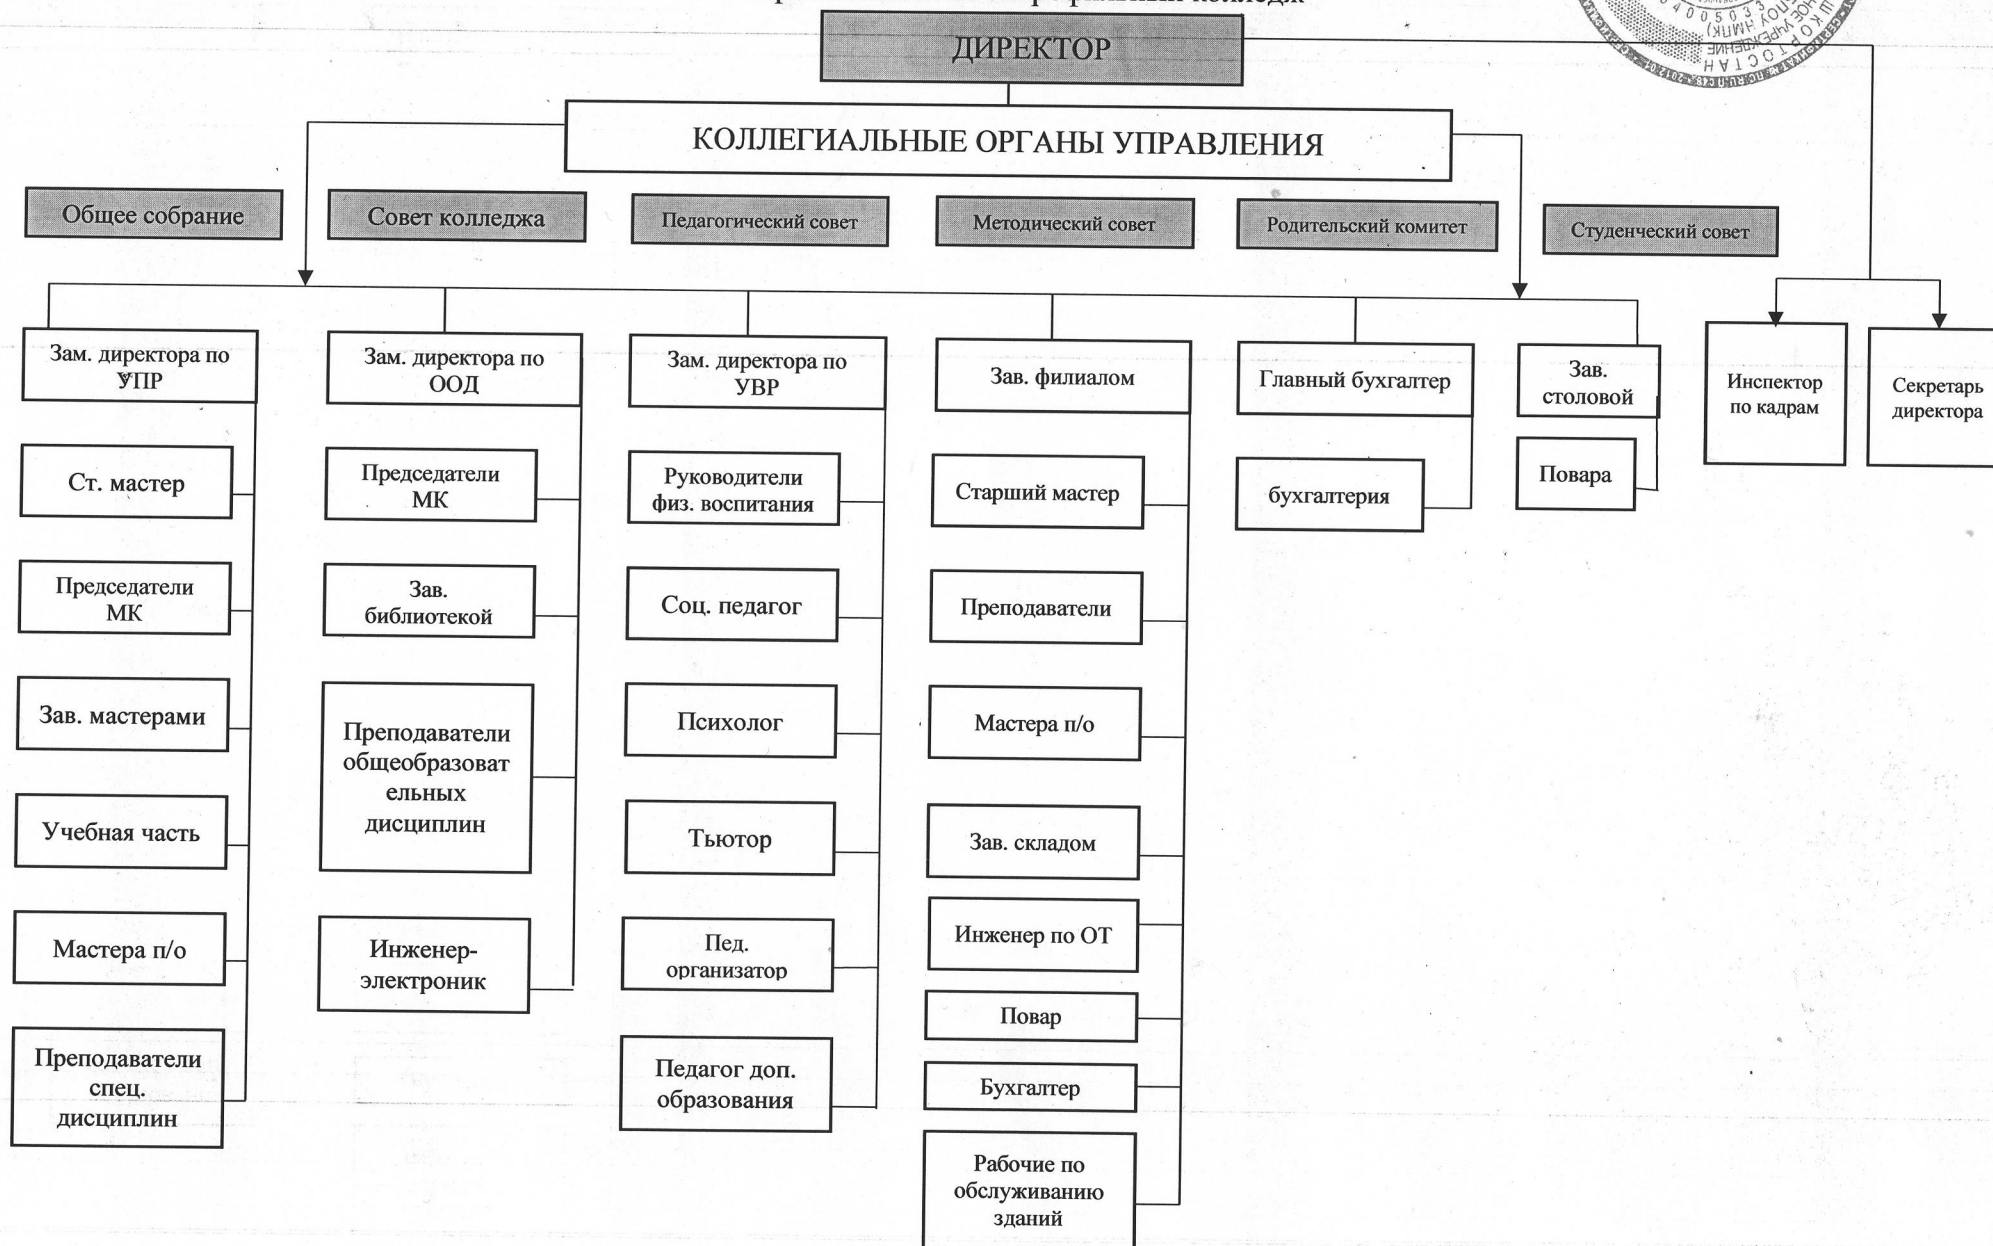 колледж
ДИРЕКТОР
КОЛЛЕГИАЛЬНЫЕ ОРГАНЫ УПРАВЛЕНИЯ
Общее собрание
Совет колледжа
Педагогический совет
Методический совет
Родительский комитет
Студенческий совет
Зам. директора по
УПР
Зам. директора по
ООД
Зам. директора по
УВР
Зав. филиалом
Главный бухгалтер
Зав.
столовой
Инспектор
по кадрам
Секретарь
директора
Ст. мастер
Председатели
МК
Зав. мастерами
Учебная часть
Мастера п/о
Преподаватели
спец.
дисциплин
Председатели
МК
Зав.
библиотекой
Преподаватели
общеобразоват
ельных
дисциплин
Инженер-
электроник
Руководители
физ. воспитания
Соц. педагог
Психолог
Тьютор
Пед.
организатор
Педагог доп.
образования
Старший мастер
Преподаватели
Мастера п/о
Зав. складом
Инженер по ОТ
Повар
Бухгалтер
Рабочие по
обслуживанию
зданий
бухгалтерия
Повара